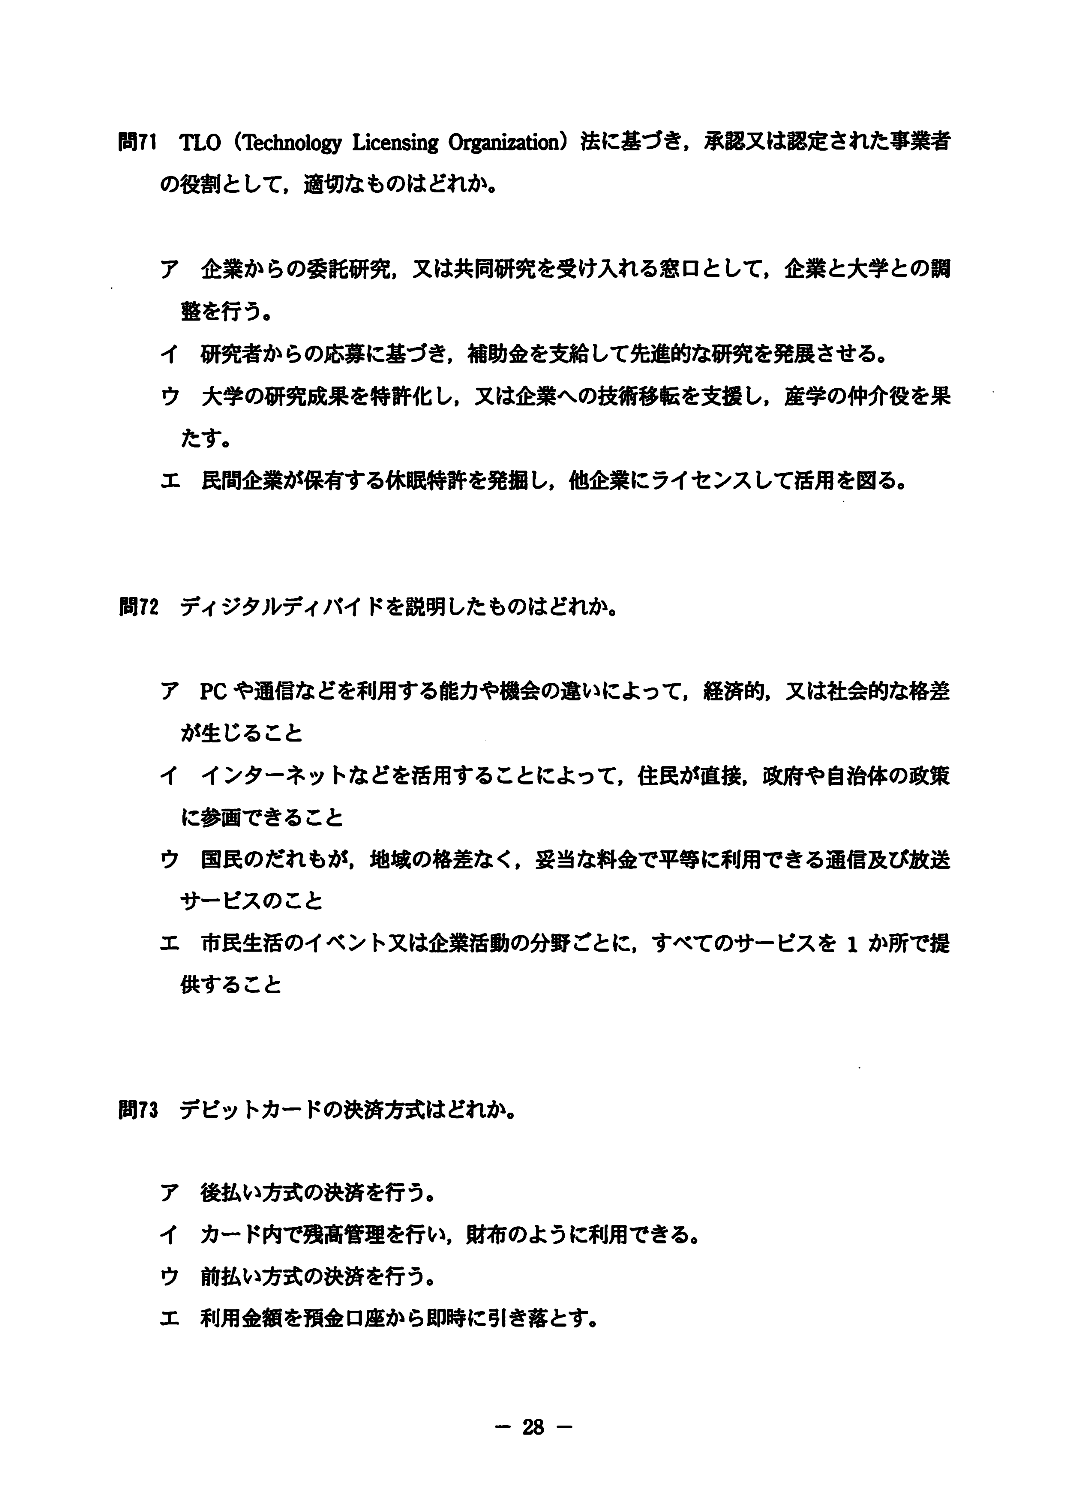 問71 TLO（Technology Licensing Organization）法に基づき，承認又は認定された事業者
の役割として，適切なものはどれか。
ア 企業からの委託研究，又は共同研究を受け入れる窓口として，企業と大学との調
整を行う。
イ 研究者からの応募に基づき，補助金を支給して先進的な研究を発展させる。
ウ 大学の研究成果を特許化し，又は企業への技術移転を支援し，産学の仲介役を果
たす。
エ 民間企業が保有する休眠特許を発掘し，他企業にライセンスして活用を図る。
問72 ディジタルディバイドを説明したものはどれか。
ア PC や通信などを利用する能力や機会の違いによって，経済的，又は社会的な格差
が生じること
イ インターネットなどを活用することによって，住民が直接，政府や自治体の政策
に参画できること
ウ 国民のだれもが，地域の格差なく，妥当な料金で平等に利用できる通信及び放送
サービスのこと
エ 市民生活のイベント又は企業活動の分野ごとに，すべてのサービスを 1 か所で提
供すること
問73 デビットカードの決済方式はどれか。
ア 後払い方式の決済を行う。
イ カード内で残高管理を行い，財布のように利用できる。
ウ 前払い方式の決済を行う。
エ 利用金額を預金口座から即時に引き落とす。
－ 28 －